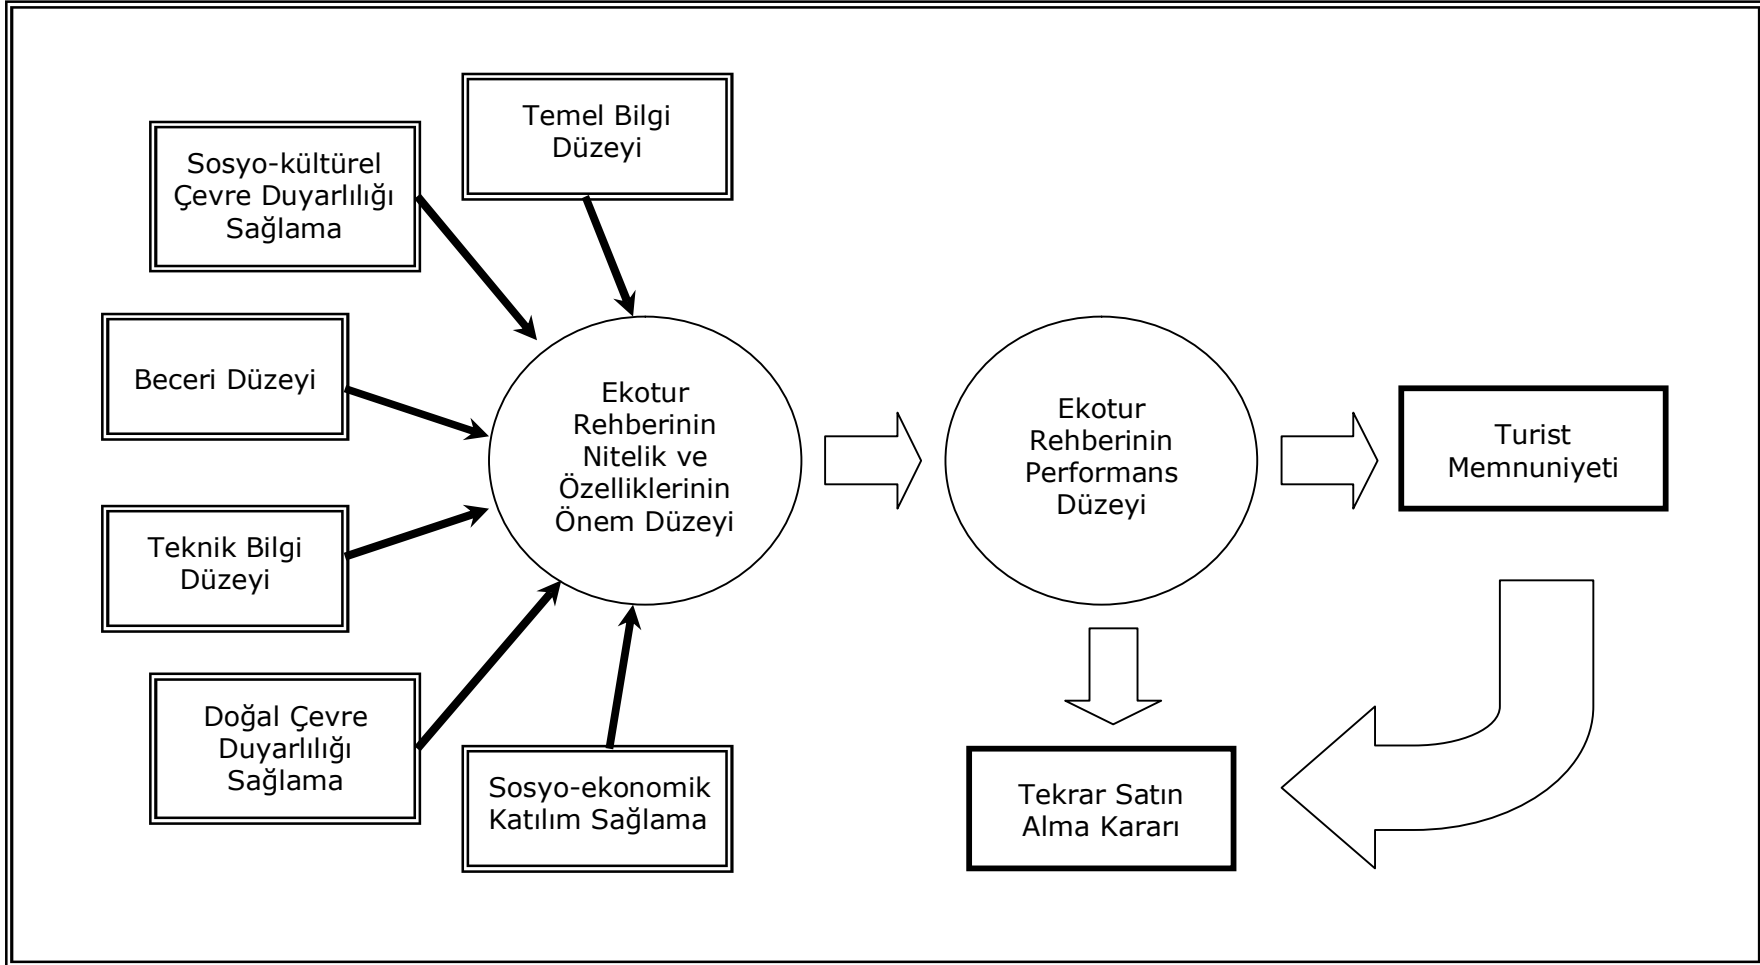 Temel Bilgi
Düzeyi
Sosyo-kültürel
Çevre Duyarlılığı
Sağlama
Beceri Düzeyi
Teknik Bilgi
Düzeyi
Doğal Çevre
Duyarlılığı
Sağlama
Sosyo-ekonomik
Katılım Sağlama
Ekotur
Rehberinin
Nitelik ve
Özelliklerinin
Önem Düzeyi
Ekotur
Rehberinin
Performans
Düzeyi
Turist
Memnuniyeti
Tekrar Satın
Alma Kararı